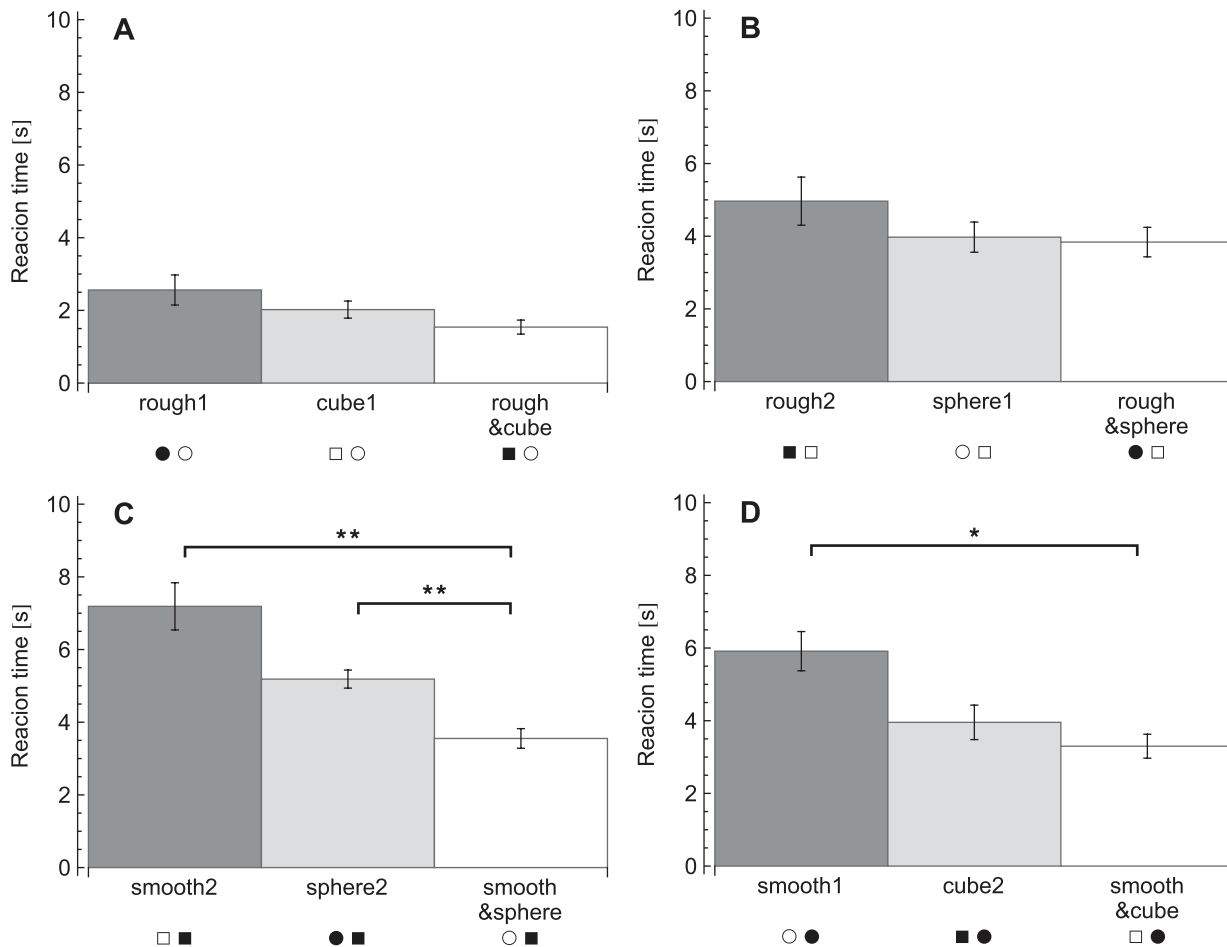 A
Reacion time [s]
10
8
6
4
2
0
rough1 cube1 rough
&cube
B
Reacion time [s]
10
8
6
4
2
0
rough2 sphere1 rough
&sphere
C
Reacion time [s]
10
8
6
4
2
0
**
**
smooth2 sphere2 smooth
&sphere
D
Reacion time [s]
10
8
6
4
2
0
*
smooth1 cube2 smooth
&cube